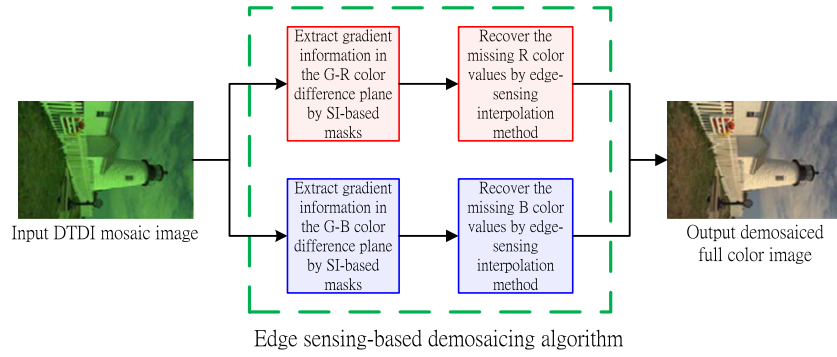 Input DTDI mosaic image
Extract gradient
information in
the G-R color
difference plane
by SI-based
masks
Recover the
missing R color
values by edge-
sensing
interpolation
method
Extract gradient
information in
the G-B color
difference plane
by SI-based
masks
Recover the
missing B color
values by edge-
sensing
interpolation
method
Output demosaiced
full color image
Edge sensing-based demosaicing algorithm